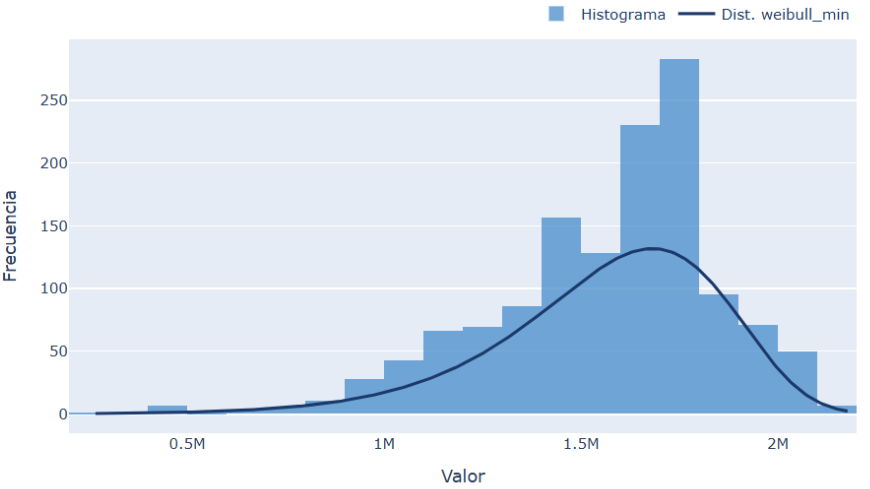 Histograma Dist. weibull_min
Frecuencia
250
200
150
100
50
0
0.5M 1M 1.5M 2M
Valor